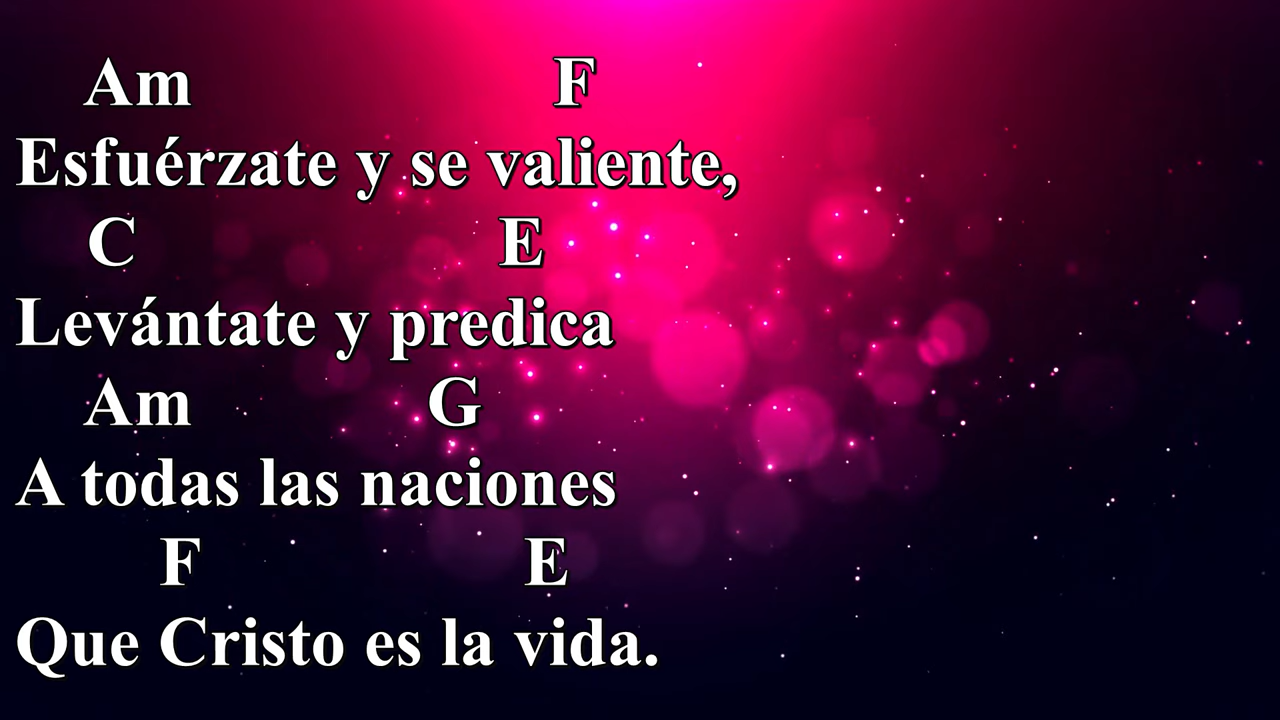 Am F
Esfuérzate y se valiente,
C E
Levántate y predica
Am G
A todas las naciones
F E
Que Cristo es la vida.